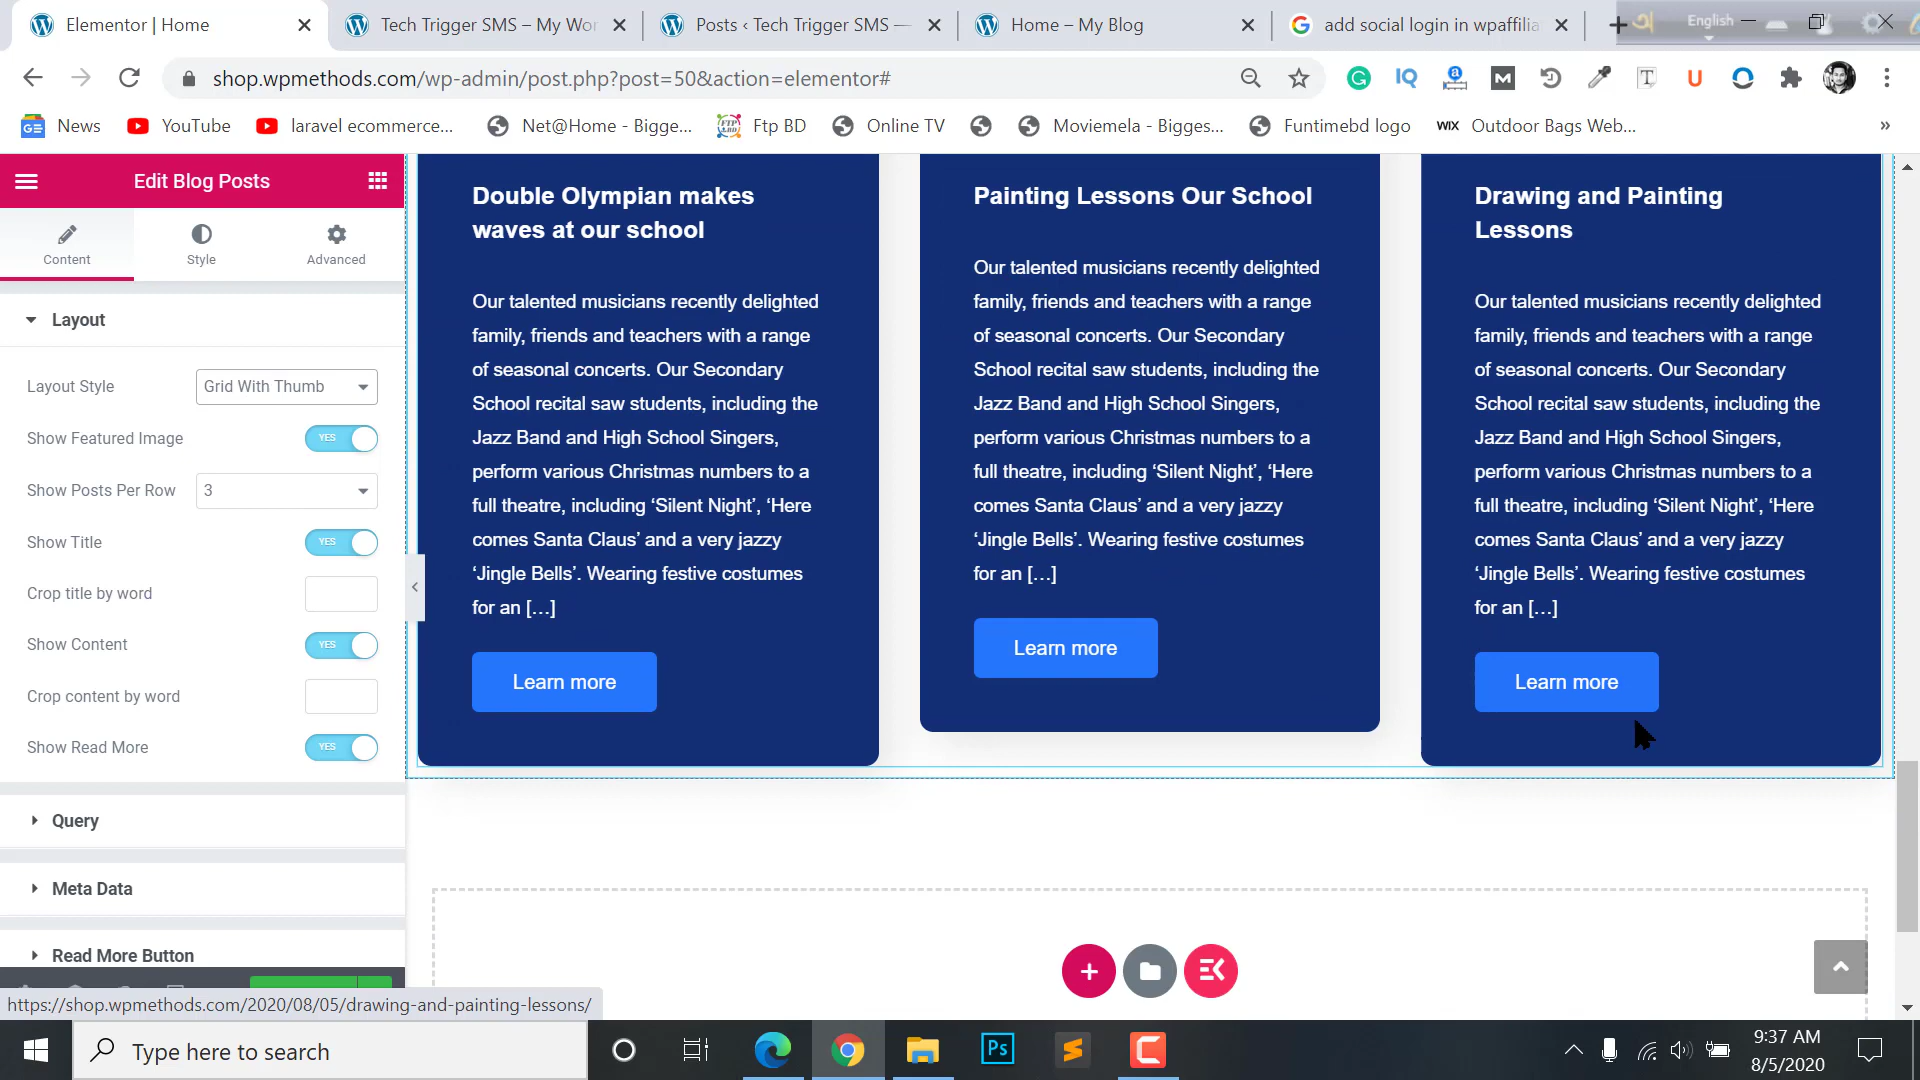 Elementor | Home
Tech Trigger SMS – My Wor
Posts ‹ Tech Trigger SMS —
Home – My Blog
add social login in wpaffilia
English
shop.wpmethods.com/wp-admin/post.php?post=50&action=elementor#
News
YouTube
laravel ecommerce...
Net@Home - Bigge...
Ftp BD
Online TV
Moviemela - Bigges...
Funtimebd logo
WIX Outdoor Bags Web...
»
Edit Blog Posts
Content
Style
Advanced
Layout
Layout Style
Grid With Thumb
Show Featured Image
YES
Show Posts Per Row
3
Show Title
YES
Crop title by word
Show Content
YES
Crop content by word
Show Read More
YES
Query
Meta Data
Read More Button
Double Olympian makes
waves at our school
Our talented musicians recently delighted
family, friends and teachers with a range
of seasonal concerts. Our Secondary
School recital saw students, including the
Jazz Band and High School Singers,
perform various Christmas numbers to a
full theatre, including ‘Silent Night’, ‘Here
comes Santa Claus’ and a very jazzy
‘Jingle Bells’. Wearing festive costumes
for an […]
Learn more
Painting Lessons Our School
Our talented musicians recently delighted
family, friends and teachers with a range
of seasonal concerts. Our Secondary
School recital saw students, including the
Jazz Band and High School Singers,
perform various Christmas numbers to a
full theatre, including ‘Silent Night’, ‘Here
comes Santa Claus’ and a very jazzy
‘Jingle Bells’. Wearing festive costumes
for an […]
Learn more
Drawing and Painting
Lessons
Our talented musicians recently delighted
family, friends and teachers with a range
of seasonal concerts. Our Secondary
School recital saw students, including the
Jazz Band and High School Singers,
perform various Christmas numbers to a
full theatre, including ‘Silent Night’, ‘Here
comes Santa Claus’ and a very jazzy
‘Jingle Bells’. Wearing festive costumes
for an […]
Learn more
https://shop.wpmethods.com/2020/08/05/drawing-and-painting-lessons/
Type here to search
Ps
9:37 AM
8/5/2020